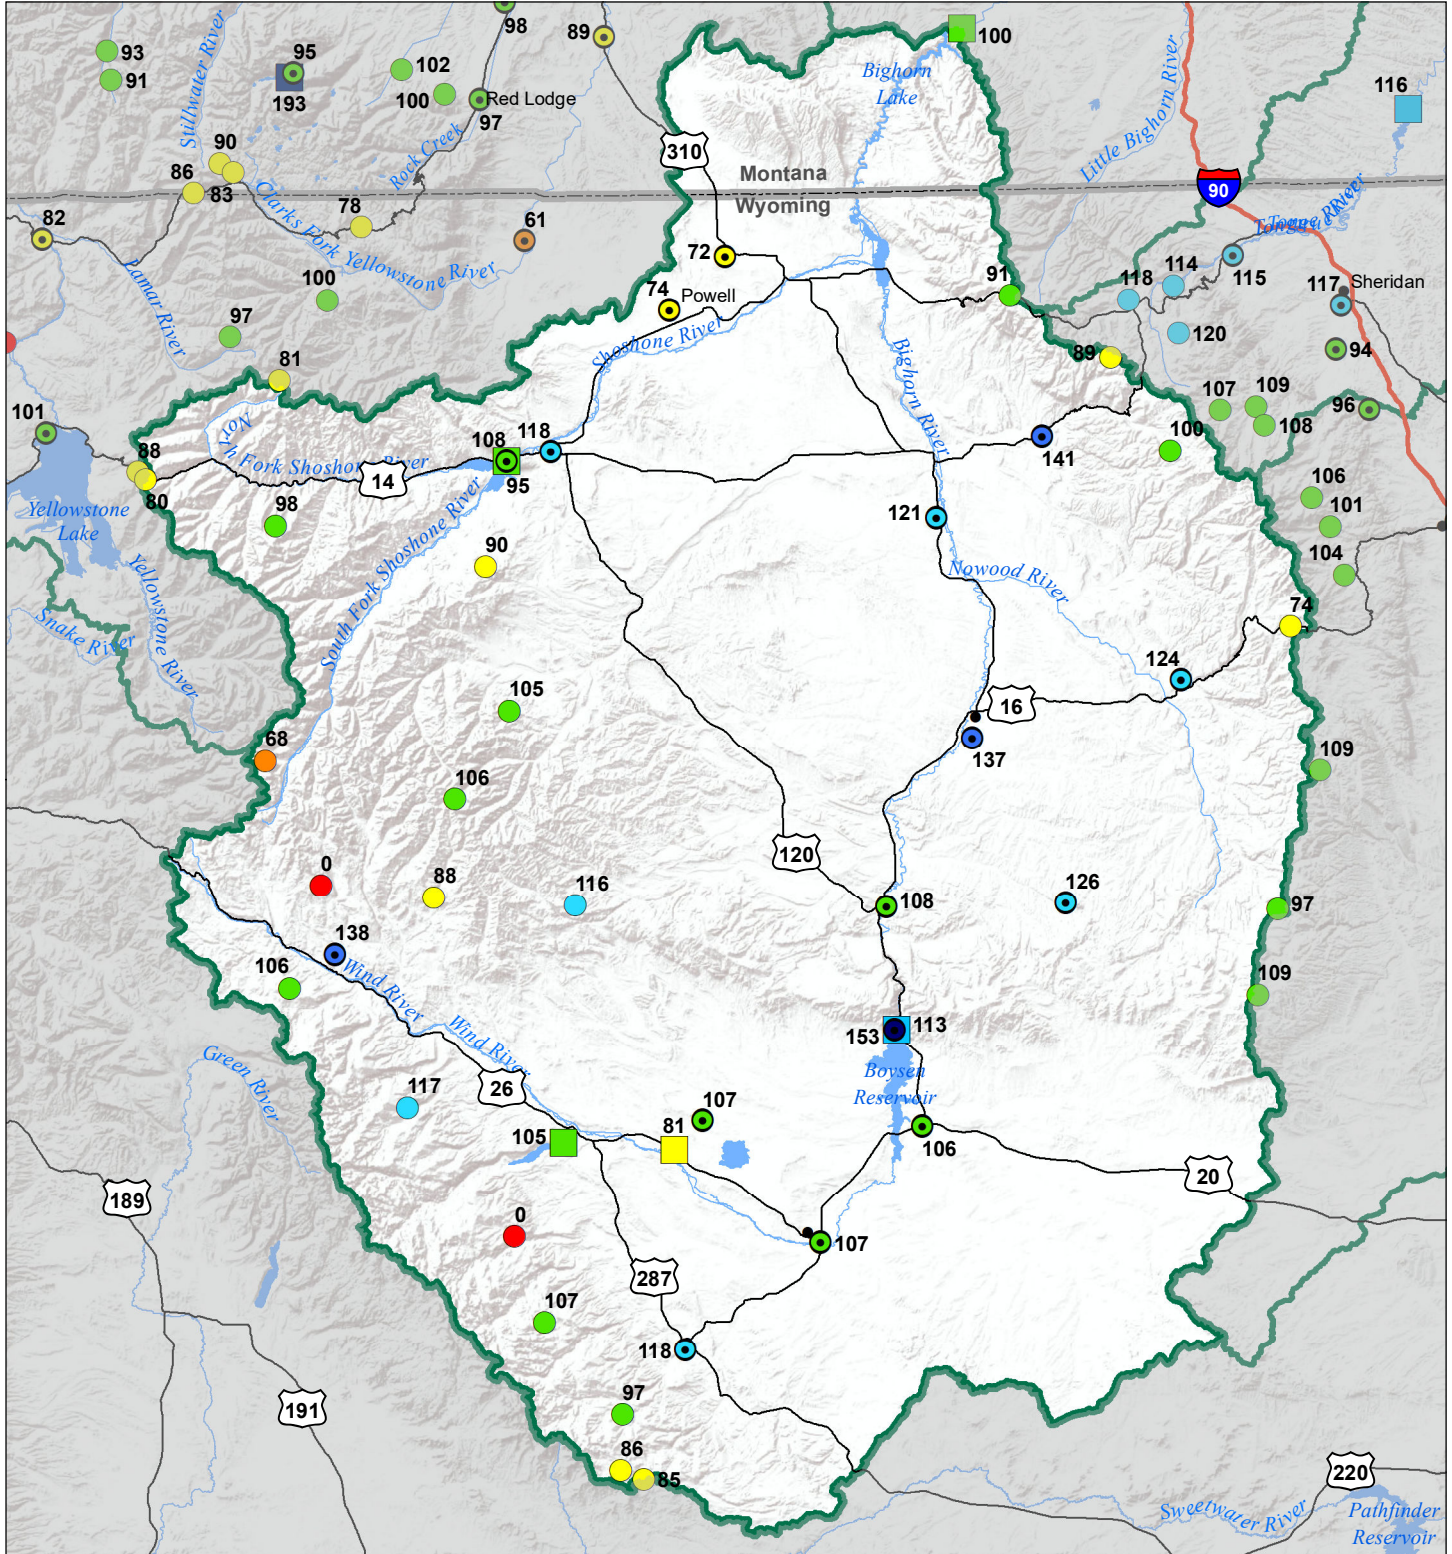 98
89
100
93
91
95
193
102
100
Red Lodge
97
Stillwater River
Bighorn
Lake
Little Bighorn River
116
90
86
83
Rock Creek
310
Montana
Wyoming
90
Clarks Fork Yellowstone River
78
61
82
72
Tongue River
Tongue River
115
114
118
117
Sheridan
Lamar River
100
97
74
Powell
91
Shoshone River
Bighorn River
120
94
89
81
107
109
108
96
101
North Fork Shoshone River
88
80
14
108
95
118
141
100
Yellowstone
Lake
98
South Fork Shoshone River
90
121
106
101
104
Nowood River
Yellowstone River
Snake River
74
124
105
16
137
68
106
109
120
0
88
116
108
126
97
138
106
Wind River
109
153
113
Wind River
Boysen
Reservoir
Green River
117
26
105
81
107
106
20
189
0
107
287
107
118
191
97
86
85
220
Sweetwater River
Pathfinder
Reservoir